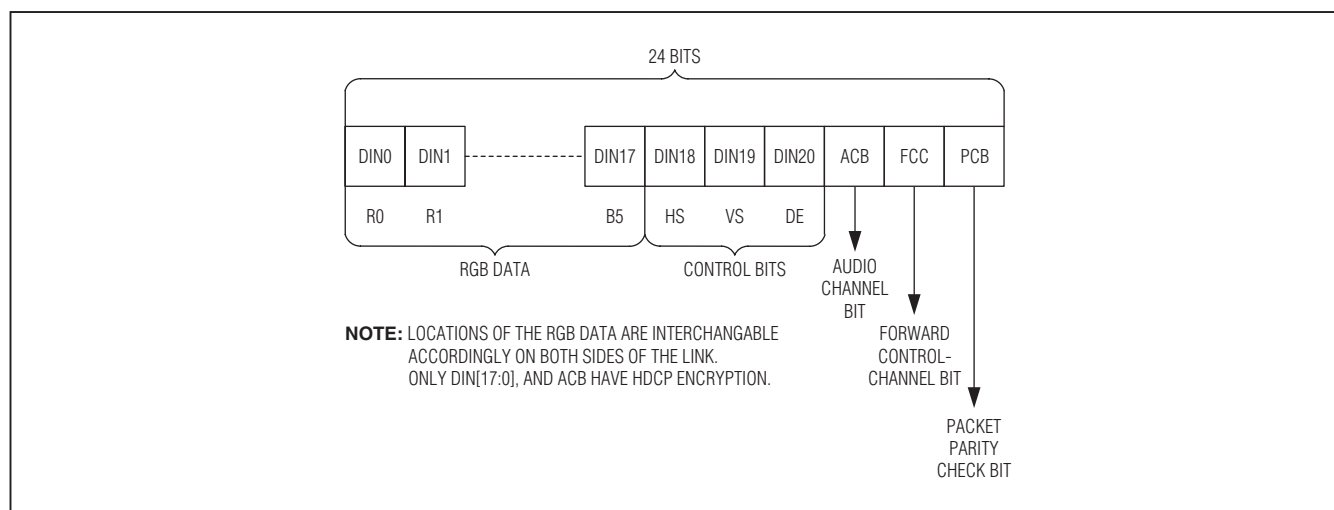 24 BITS
DIN0 DIN1 DIN17 DIN18 DIN19 DIN20 ACB FCC PCB
R0 R1 B5 HS VS DE
RGB DATA CONTROL BITS
AUDIO
CHANNEL
BIT
NOTE: LOCATIONS OF THE RGB DATA ARE INTERCHANGABLE
ACCORDINGLY ON BOTH SIDES OF THE LINK.
ONLY DIN[17:0], AND ACB HAVE HDCP ENCRYPTION.
FORWARD
CONTROL-
CHANNEL BIT
PACKET
PARITY
CHECK BIT